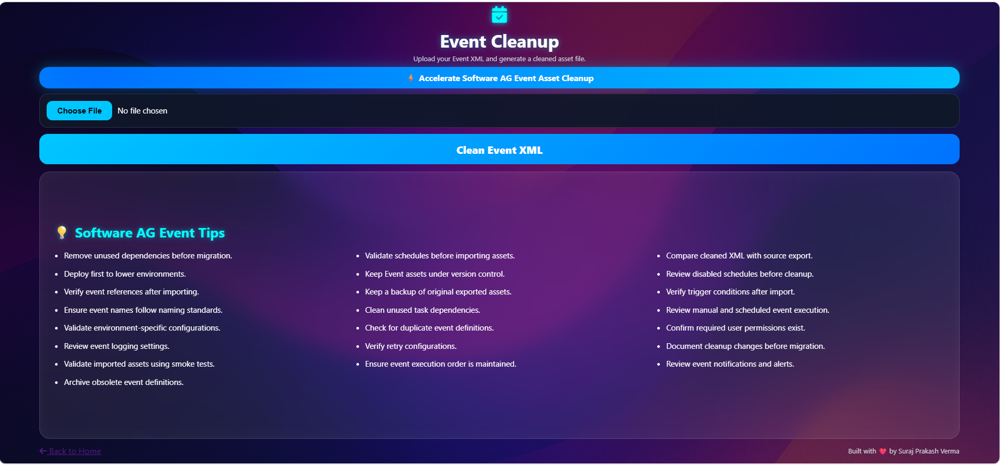 Event Cleanup
Upload your Event XML and generate a cleaned asset file.
Accelerate Software AG Event Asset Cleanup
Choose File No file chosen
Clean Event XML
Software AG Event Tips
Remove unused dependencies before migration.
Deploy first to lower environments.
Verify event references after importing.
Ensure event names follow naming standards.
Validate environment-specific configurations.
Review event logging settings.
Validate imported assets using smoke tests.
Archive obsolete event definitions.
Validate schedules before importing assets.
Keep Event assets under version control.
Keep a backup of original exported assets.
Clean unused task dependencies.
Check for duplicate event definitions.
Verify retry configurations.
Ensure event execution order is maintained.
Compare cleaned XML with source export.
Review disabled schedules before cleanup.
Verify trigger conditions after import.
Review manual and scheduled event execution.
Confirm required user permissions exist.
Document cleanup changes before migration.
Review event notifications and alerts.
Back to Home
Built with ❤️ by Suraj Prakash Verma